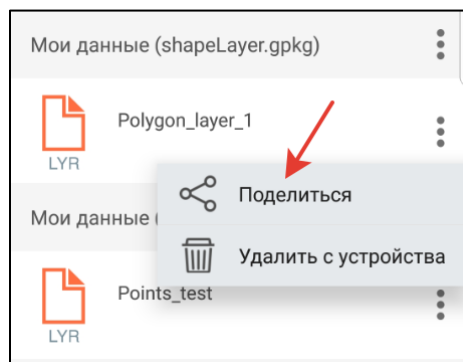 Мои данные (shapeLayer.gpkg)
Polygon_layer_1
LYR
Поделиться
Мои данные (
Удалить с устройства
Points_test
LYR